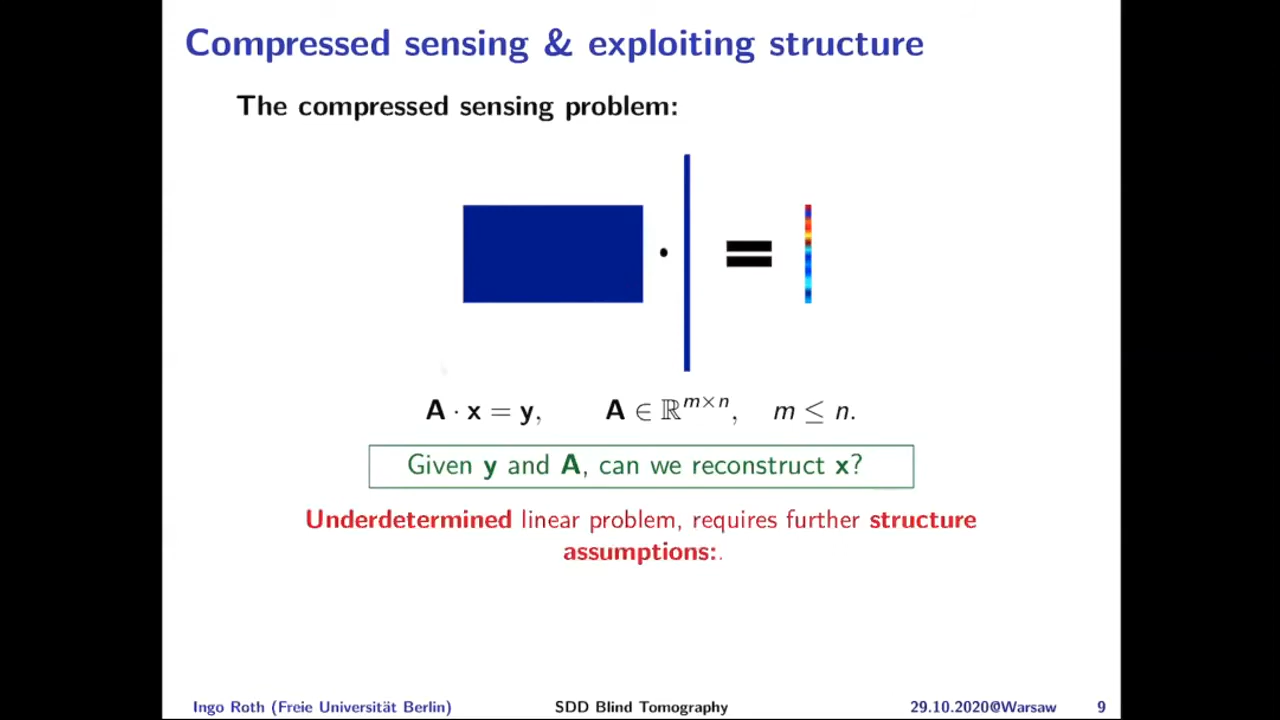 Compressed sensing & exploiting structure
The compressed sensing problem:
· =
A · x = y, A ∈ ℝ^{m×n}, m ≤ n.
Given y and A, can we reconstruct x?
Underdetermined linear problem, requires further structure
assumptions:.
Ingo Roth (Freie Universität Berlin) SDD Blind Tomography 29.10.2020@Warsaw 9